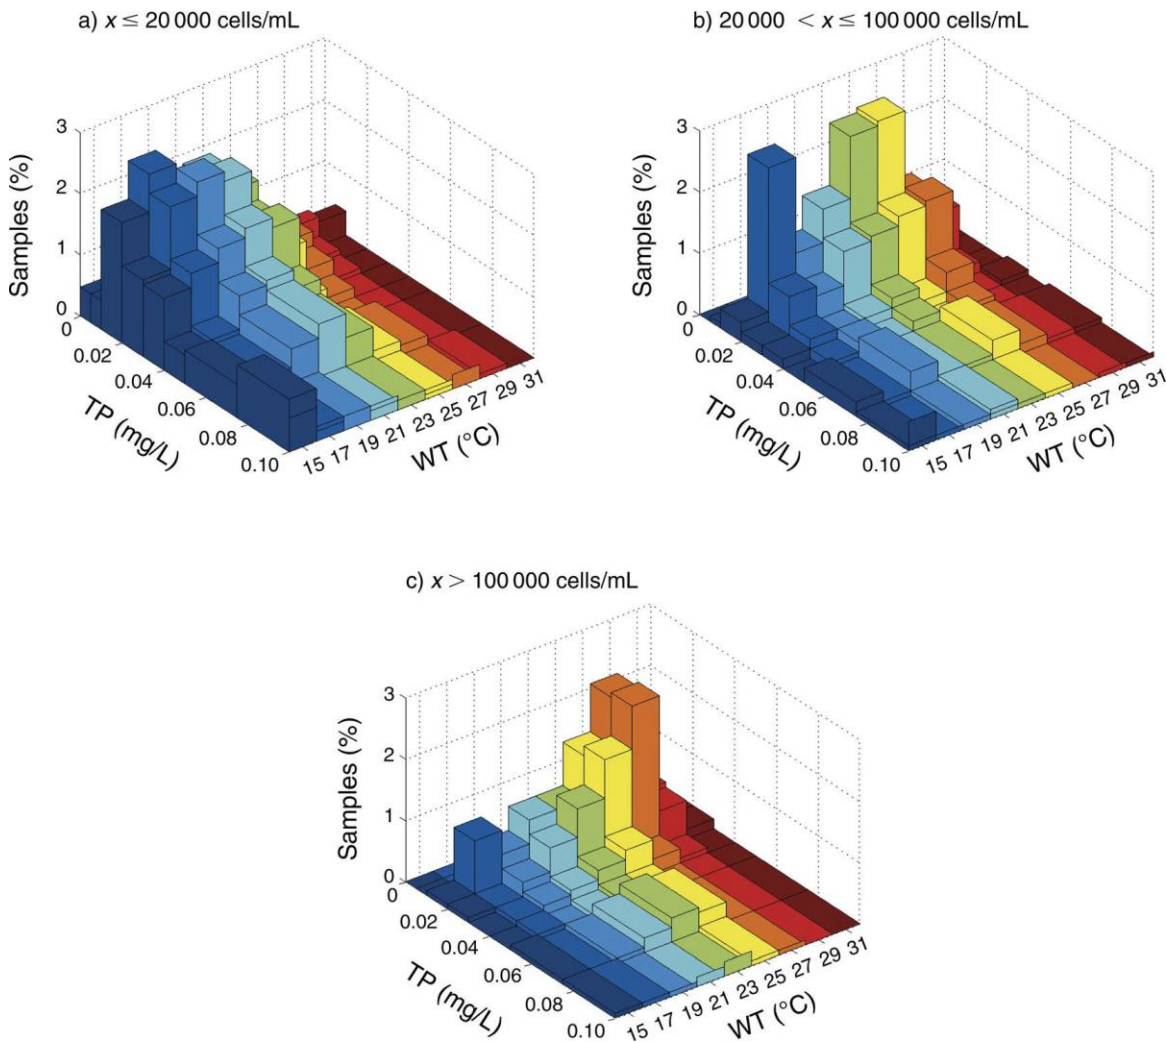 a) x ≤ 20 000 cells/mL
3
2
1
0
Samples (%)
0
0.02
0.04
0.06
0.08
0.10
TP (mg/L)
15 17 19 21 23 25 27 29 31
WT (°C)
b) 20 000 < x ≤ 100 000 cells/mL
3
2
1
0
Samples (%)
0
0.02
0.04
0.06
0.08
0.10
TP (mg/L)
15 17 19 21 23 25 27 29 31
WT (°C)
c) x > 100 000 cells/mL
3
2
1
0
Samples (%)
0
0.02
0.04
0.06
0.08
0.10
TP (mg/L)
15 17 19 21 23 25 27 29 31
WT (°C)